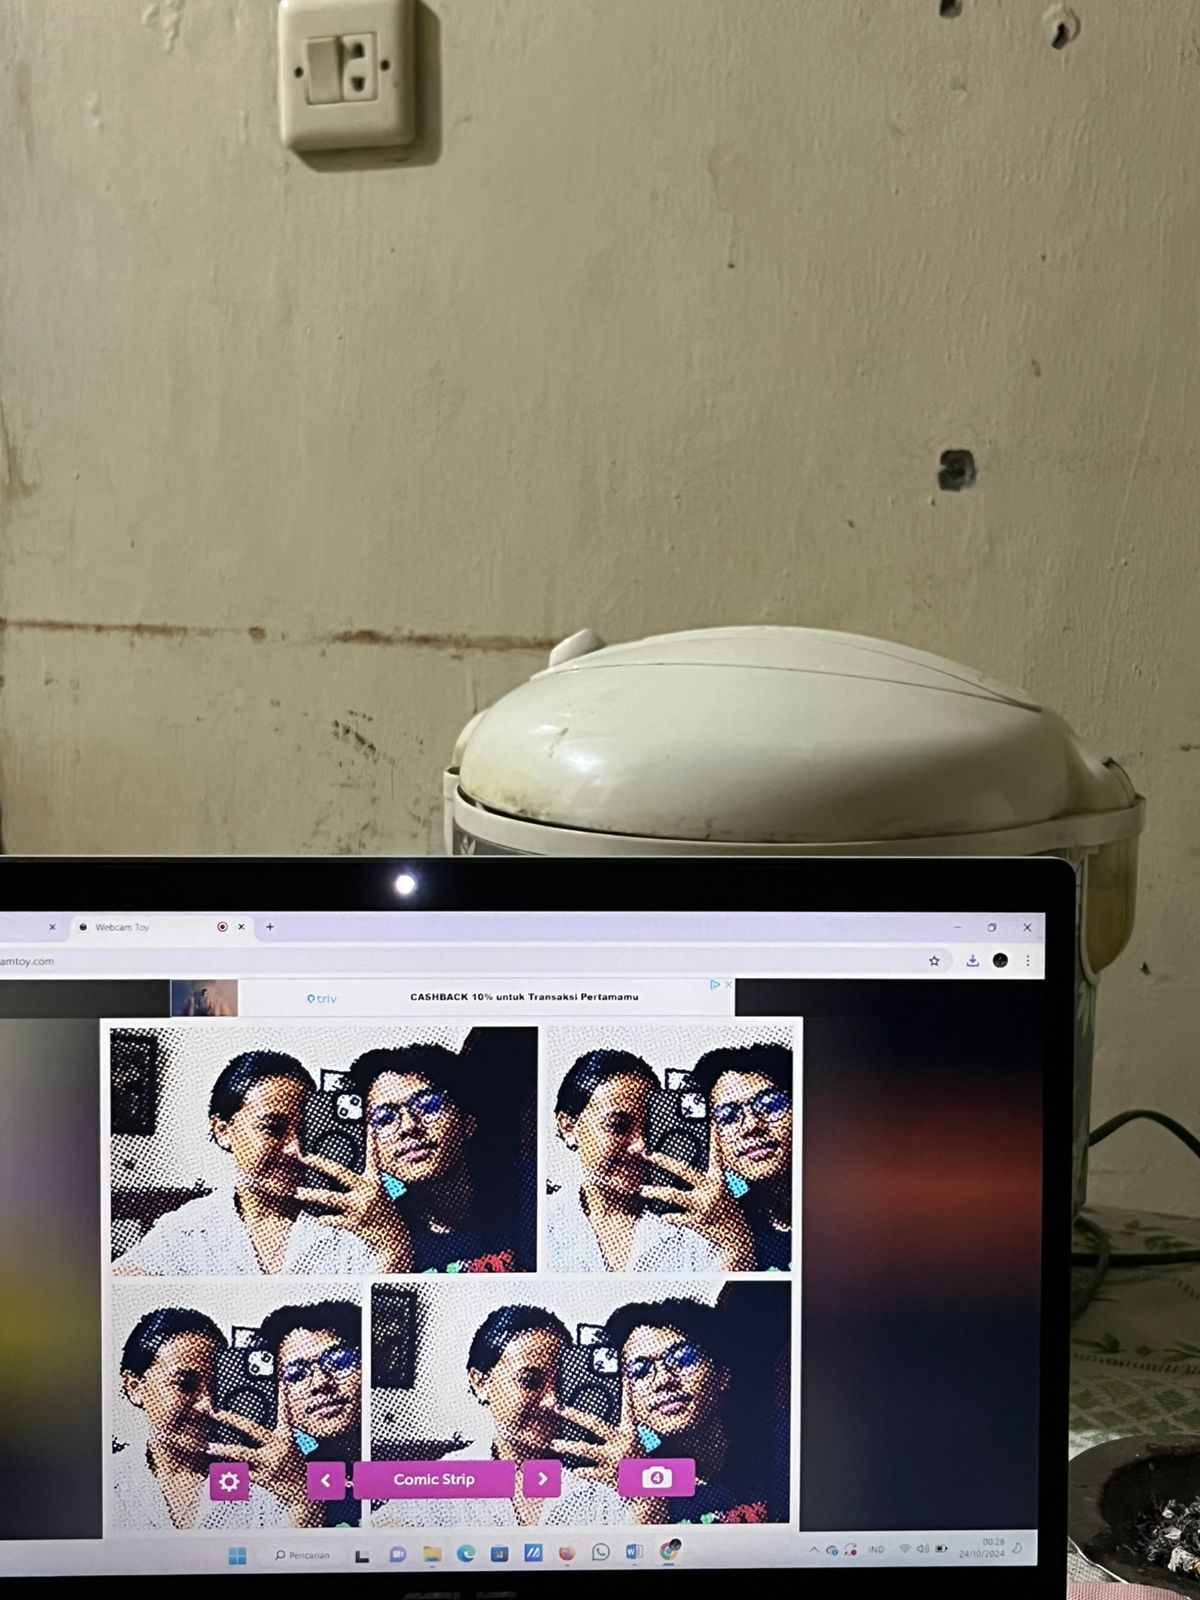 Webcam Toy
amtoy.com
triv
CASHBACK 10% untuk Transaksi Pertamamu
Comic Strip
4
Pencarian
IND
00:28
24/10/2024